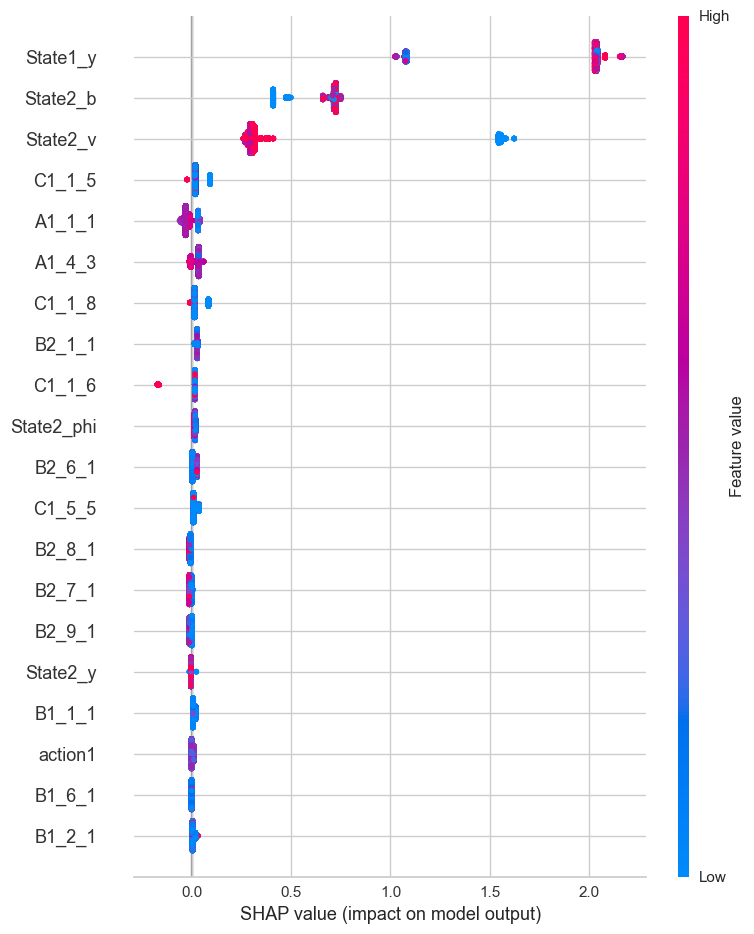 High
State1_y
State2_b
State2_v
C1_1_5
A1_1_1
A1_4_3
C1_1_8
B2_1_1
C1_1_6
State2_phi
B2_6_1
C1_5_5
B2_8_1
B2_7_1
B2_9_1
State2_y
B1_1_1
action1
B1_6_1
B1_2_1
Feature value
Low
0.0 0.5 1.0 1.5 2.0
SHAP value (impact on model output)